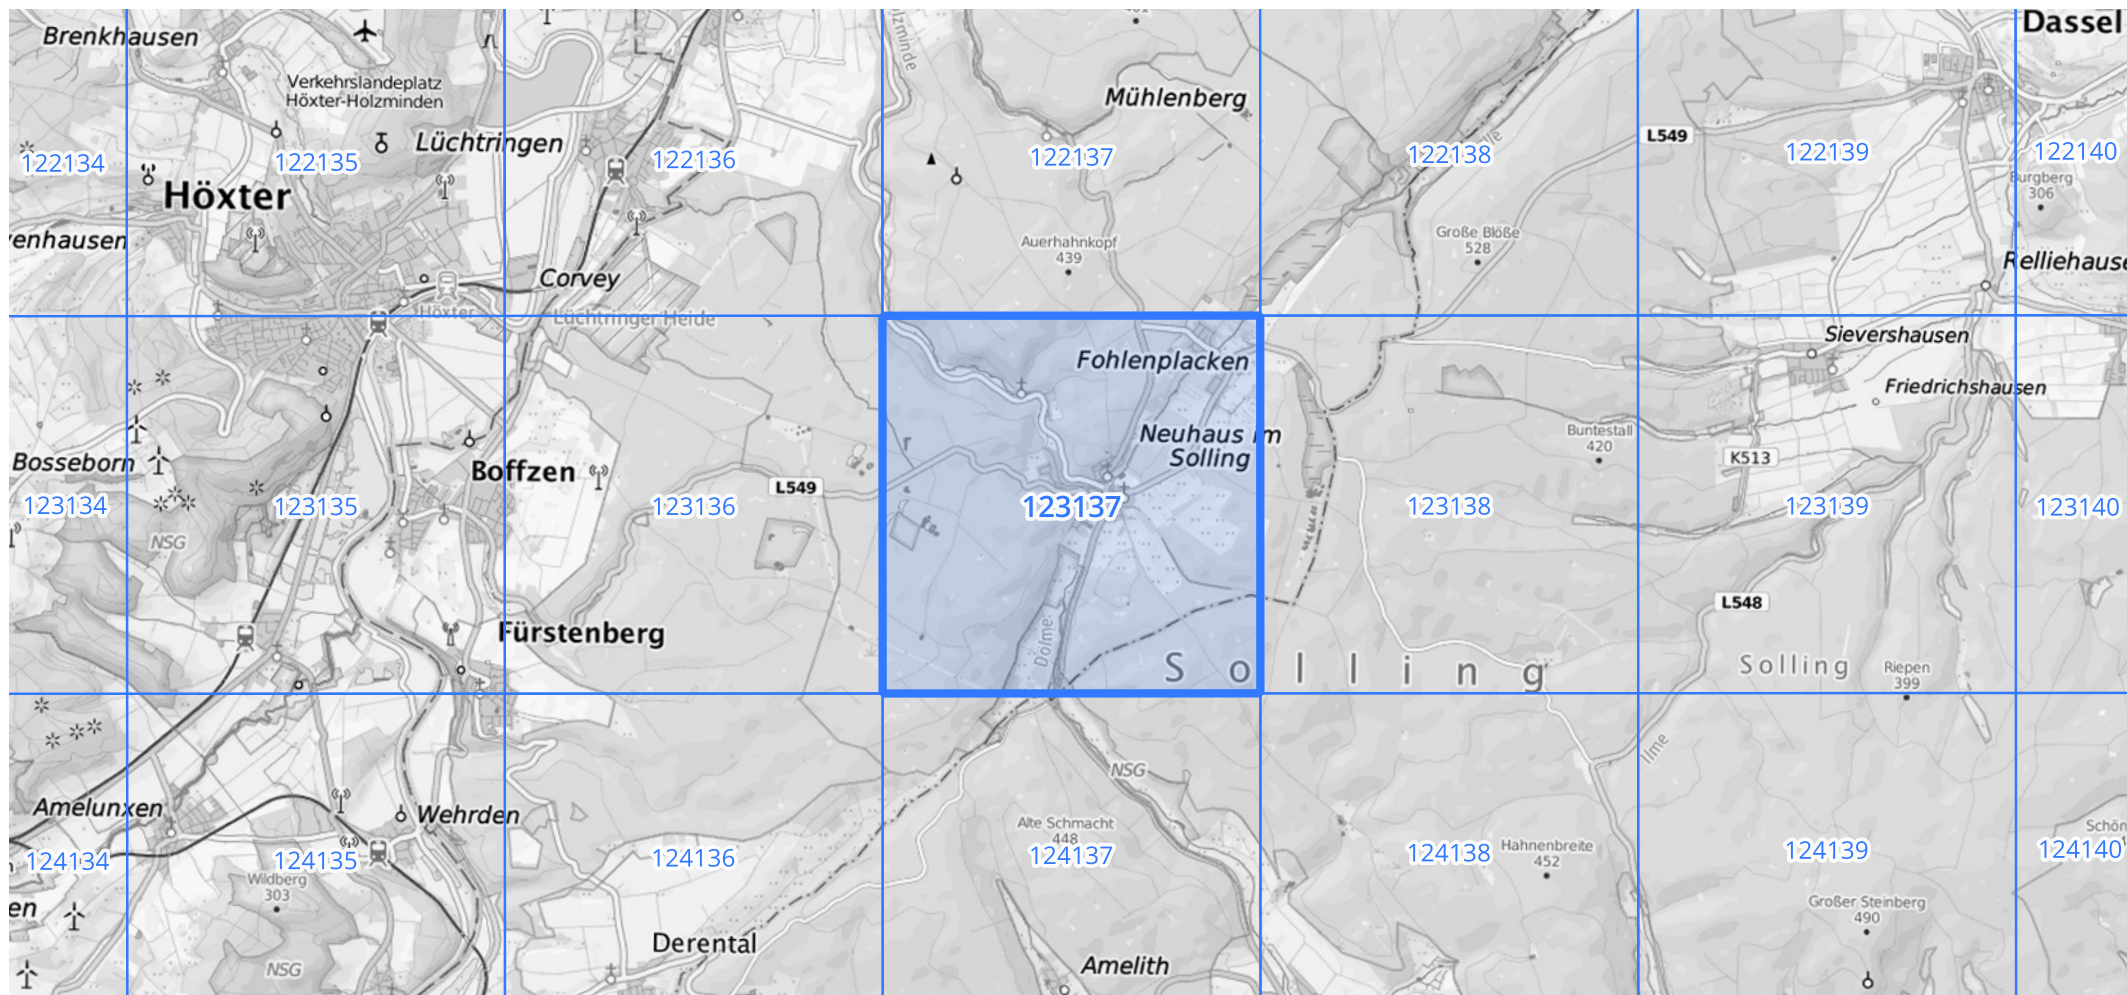 Brenkhausen
Verkehrslandeplatz
Höxter-Holzminden
Lüchtringen
Mühlenberg
Dassel
L549
122134
122135
122136
122137
122138
122139
122140
Höxter
Burgberg
306
venhausen
Auerhahnkopf
439
Große Blöße
528
Relliehause
Corvey
Höxter
Lüchtringer Heide
Fohlenplacken
Sievershausen
Friedrichshausen
Neuhaus im
Solling
Buntestall
420
K513
Bosseborn
Boffzen
L549
123134
123135
123136
123137
123138
123139
123140
NSG
L548
Fürstenberg
Dölme
Solling
Solling
Riepen
399
Ilme
NSG
Amelunxen
Wehrden
Alte Schmacht
448
Hahnenbreite
452
Schön
124134
124135
124136
124137
124138
124139
124140
Wildberg
303
en
Großer Steinberg
490
Derental
NSG
Amelith